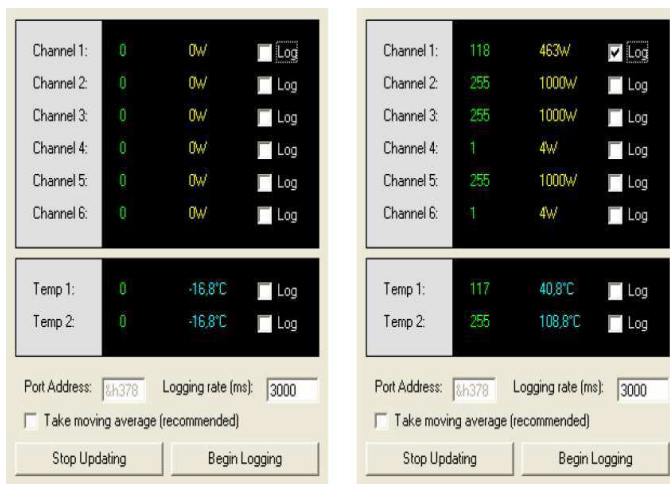 Channel 1: 0 0W Log
Channel 2: 0 0W Log
Channel 3: 0 0W Log
Channel 4: 0 0W Log
Channel 5: 0 0W Log
Channel 6: 0 0W Log
Temp 1: 0 -16,8°C Log
Temp 2: 0 -16,8°C Log
Port Address: &h378 Logging rate (ms): 3000
Take moving average (recommended)
Stop Updating Begin Logging
Channel 1: 118 463W Log
Channel 2: 255 1000W Log
Channel 3: 255 1000W Log
Channel 4: 1 4W Log
Channel 5: 255 1000W Log
Channel 6: 1 4W Log
Temp 1: 117 40,8°C Log
Temp 2: 255 108,8°C Log
Port Address: &h378 Logging rate (ms): 3000
Take moving average (recommended)
Stop Updating Begin Logging